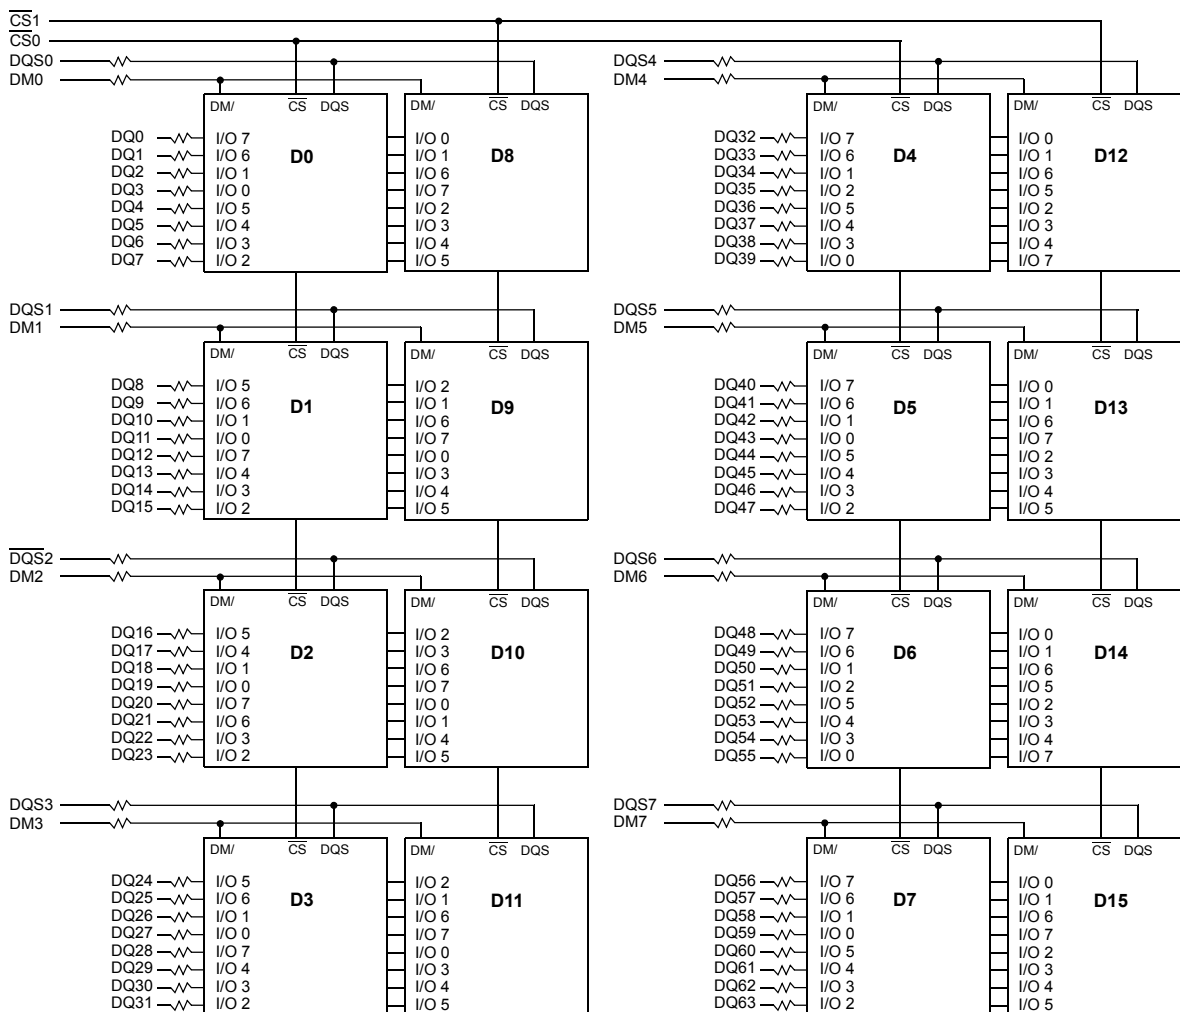 CS1
CS0
DQS0
DM0
DM/ CS DQS
DM/ CS DQS
DQ0 I/O 7 I/O 0
DQ1 I/O 6 D0 I/O 1 D8
DQ2 I/O 1 I/O 6
DQ3 I/O 0 I/O 7
DQ4 I/O 5 I/O 2
DQ5 I/O 4 I/O 3
DQ6 I/O 3 I/O 4
DQ7 I/O 2 I/O 5
DQS1
DM1
DM/ CS DQS
DM/ CS DQS
DQ8 I/O 5 I/O 2
DQ9 I/O 6 D1 I/O 1 D9
DQ10 I/O 1 I/O 6
DQ11 I/O 0 I/O 7
DQ12 I/O 7 I/O 0
DQ13 I/O 4 I/O 3
DQ14 I/O 3 I/O 4
DQ15 I/O 2 I/O 5
DQS2
DM2
DM/ CS DQS
DM/ CS DQS
DQ16 I/O 5 I/O 2
DQ17 I/O 4 D2 I/O 3 D10
DQ18 I/O 1 I/O 6
DQ19 I/O 0 I/O 7
DQ20 I/O 7 I/O 0
DQ21 I/O 6 I/O 1
DQ22 I/O 3 I/O 4
DQ23 I/O 2 I/O 5
DQS3
DM3
DM/ CS DQS
DM/ CS DQS
DQ24 I/O 5 I/O 2
DQ25 I/O 6 D3 I/O 1 D11
DQ26 I/O 1 I/O 6
DQ27 I/O 0 I/O 7
DQ28 I/O 7 I/O 0
DQ29 I/O 4 I/O 3
DQ30 I/O 3 I/O 4
DQ31 I/O 2 I/O 5
DQS4
DM4
DM/ CS DQS
DM/ CS DQS
DQ32 I/O 7 I/O 0
DQ33 I/O 6 D4 I/O 1 D12
DQ34 I/O 1 I/O 6
DQ35 I/O 2 I/O 5
DQ36 I/O 5 I/O 2
DQ37 I/O 4 I/O 3
DQ38 I/O 3 I/O 4
DQ39 I/O 0 I/O 7
DQS5
DM5
DM/ CS DQS
DM/ CS DQS
DQ40 I/O 7 I/O 0
DQ41 I/O 6 D5 I/O 1 D13
DQ42 I/O 1 I/O 6
DQ43 I/O 0 I/O 7
DQ44 I/O 5 I/O 2
DQ45 I/O 4 I/O 3
DQ46 I/O 3 I/O 4
DQ47 I/O 2 I/O 5
DQS6
DM6
DM/ CS DQS
DM/ CS DQS
DQ48 I/O 7 I/O 0
DQ49 I/O 6 D6 I/O 1 D14
DQ50 I/O 1 I/O 6
DQ51 I/O 2 I/O 5
DQ52 I/O 5 I/O 2
DQ53 I/O 4 I/O 3
DQ54 I/O 3 I/O 4
DQ55 I/O 0 I/O 7
DQS7
DM7
DM/ CS DQS
DM/ CS DQS
DQ56 I/O 7 I/O 0
DQ57 I/O 6 D7 I/O 1 D15
DQ58 I/O 1 I/O 6
DQ59 I/O 0 I/O 7
DQ60 I/O 5 I/O 2
DQ61 I/O 4 I/O 3
DQ62 I/O 3 I/O 4
DQ63 I/O 2 I/O 5